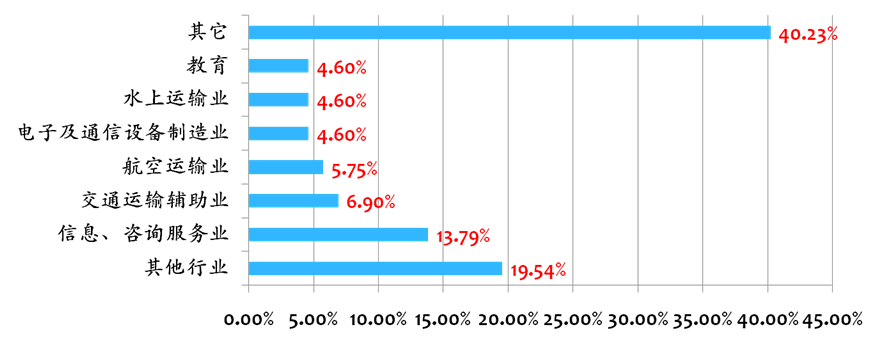 其它 40.23%
教育 4.60%
水上运输业 4.60%
电子及通信设备制造业 4.60%
航空运输业 5.75%
交通运输辅助业 6.90%
信息、咨询服务业 13.79%
其他行业 19.54%
0.00% 5.00% 10.00% 15.00% 20.00% 25.00% 30.00% 35.00% 40.00% 45.00%